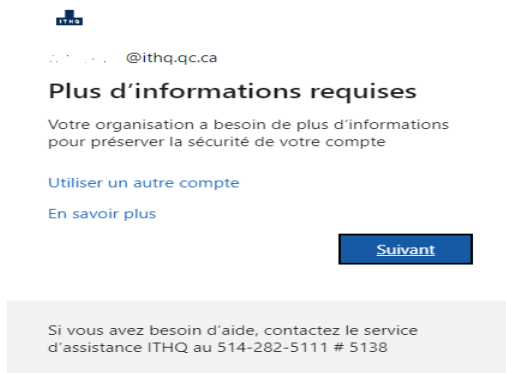 ITHQ
@ithq.qc.ca
Plus d'informations requises
Votre organisation a besoin de plus d'informations
pour préserver la sécurité de votre compte
Utiliser un autre compte
En savoir plus
Suivant
Si vous avez besoin d'aide, contactez le service
d'assistance ITHQ au 514-282-5111 # 5138